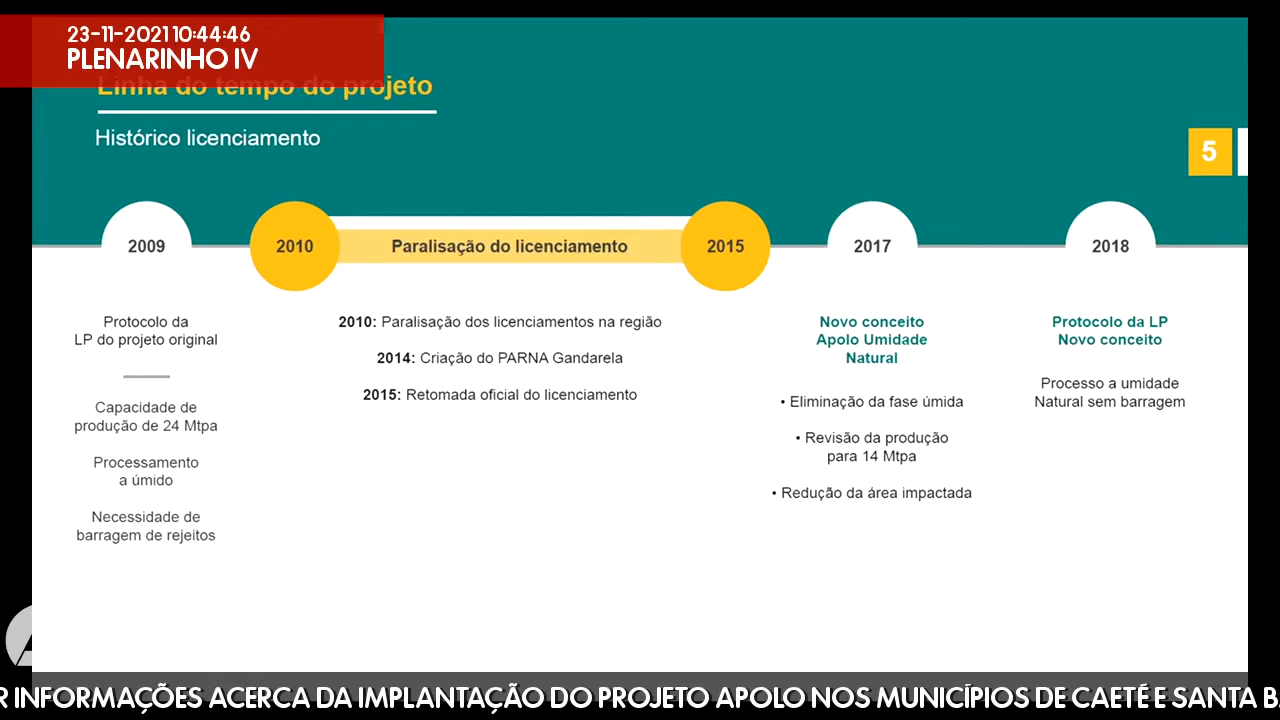 23-11-2021 10:44:46
PLENARINHO IV
Linha do tempo do projeto
Histórico licenciamento
5
2009
2010
Paralisação do licenciamento
2015
2017
2018
Protocolo da
LP do projeto original
Capacidade de
produção de 24 Mtpa
Processamento
a úmido
Necessidade de
barragem de rejeitos
2010: Paralisação dos licenciamentos na região
2014: Criação do PARNA Gandarela
2015: Retomada oficial do licenciamento
Novo conceito
Apolo Umidade
Natural
• Eliminação da fase úmida
• Revisão da produção
para 14 Mtpa
• Redução da área impactada
Protocolo da LP
Novo conceito
Processo a umidade
Natural sem barragem
R INFORMAÇÕES ACERCA DA IMPLANTAÇÃO DO PROJETO APOLO NOS MUNICÍPIOS DE CAETÉ E SANTA B